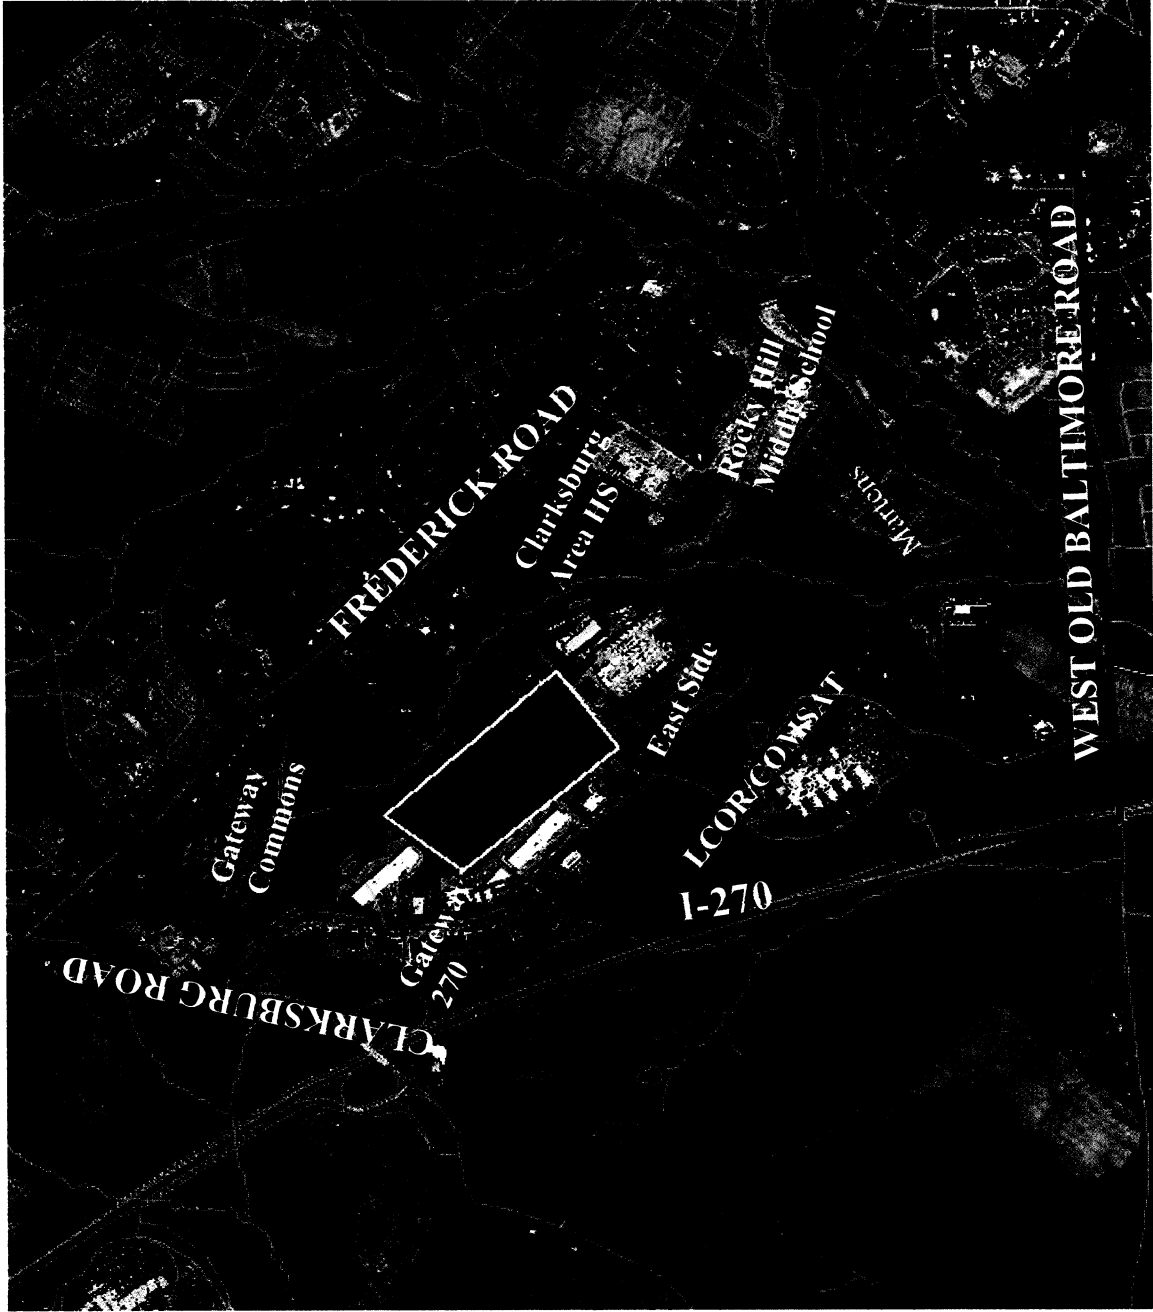 FREDERICK ROAD
Clarksburg
Area HS
Rocky Hill
Middle School
WEST OLD BALTIMORE ROAD
Martens
East Side
LCOR/COMSAT
Gateway
Commons
I-270
Gateway
270
CLARKSBURG ROAD